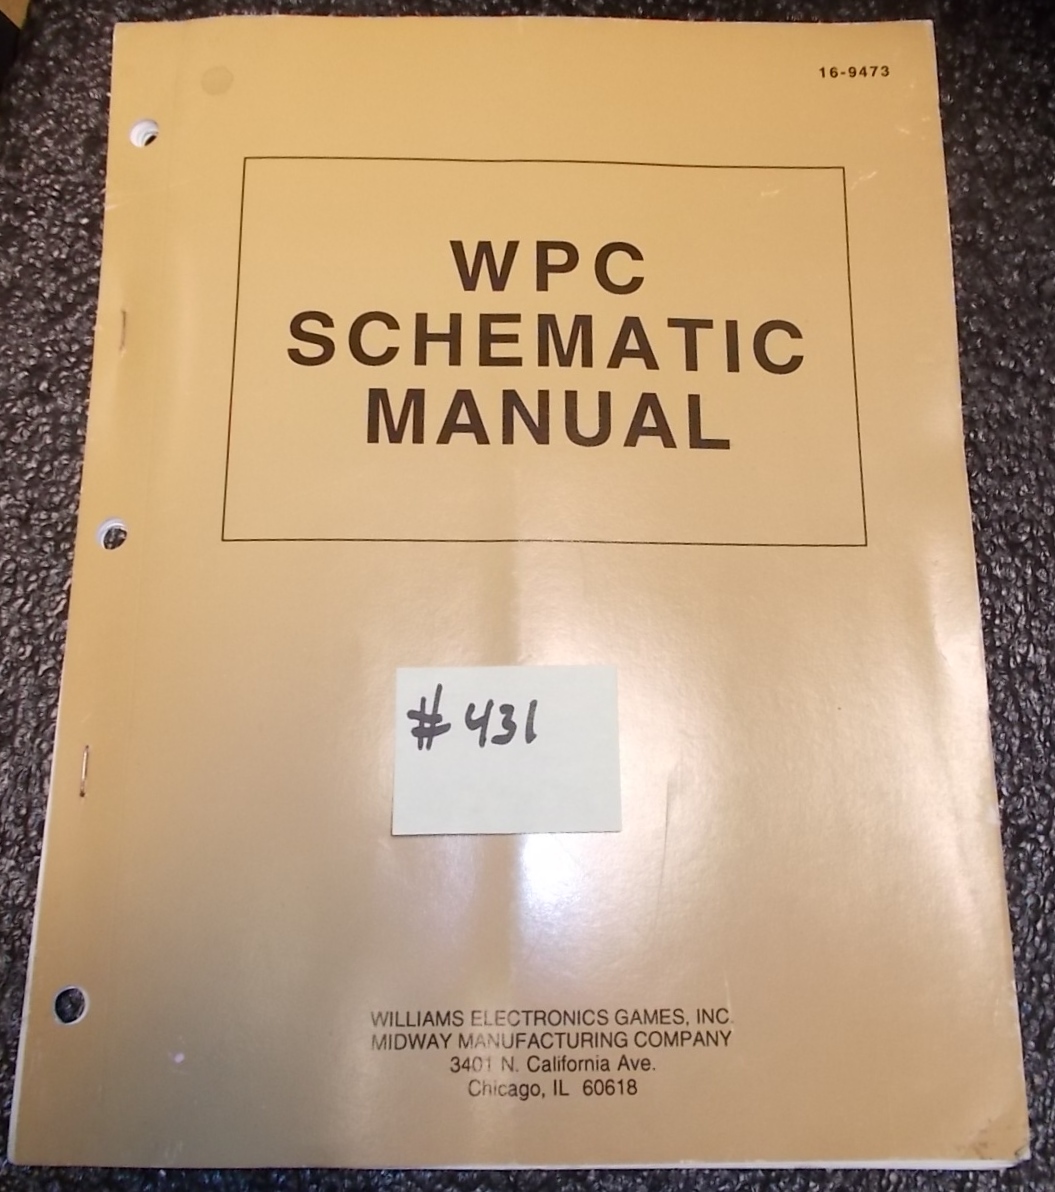 16-9473
WPC
SCHEMATIC
MANUAL
# 431
WILLIAMS ELECTRONICS GAMES, INC.
MIDWAY MANUFACTURING COMPANY
3401 N. California Ave.
Chicago, IL 60618